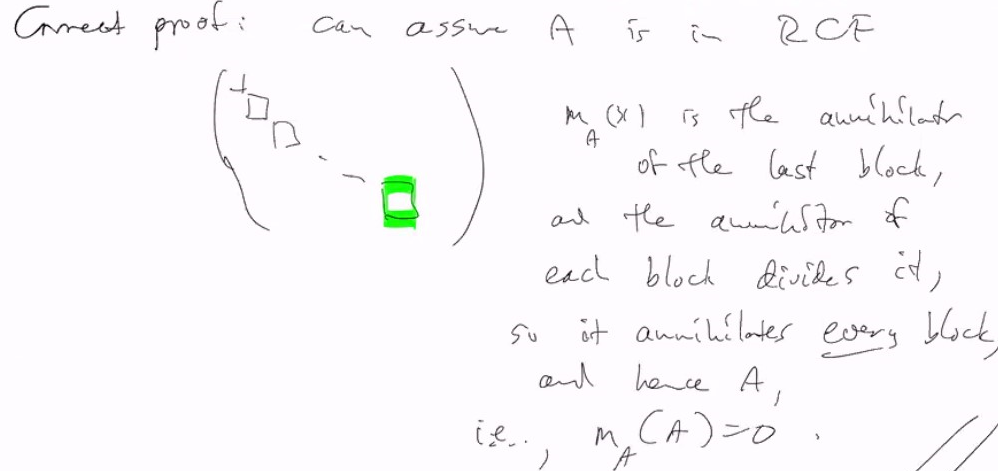 Correct proof: can assume A is in RCF
m_A(x) is the annihilator
of the last block,
and the annihilator of
each block divides it,
so it annihilates every block,
and hence A,
i.e., m_A(A)=0.